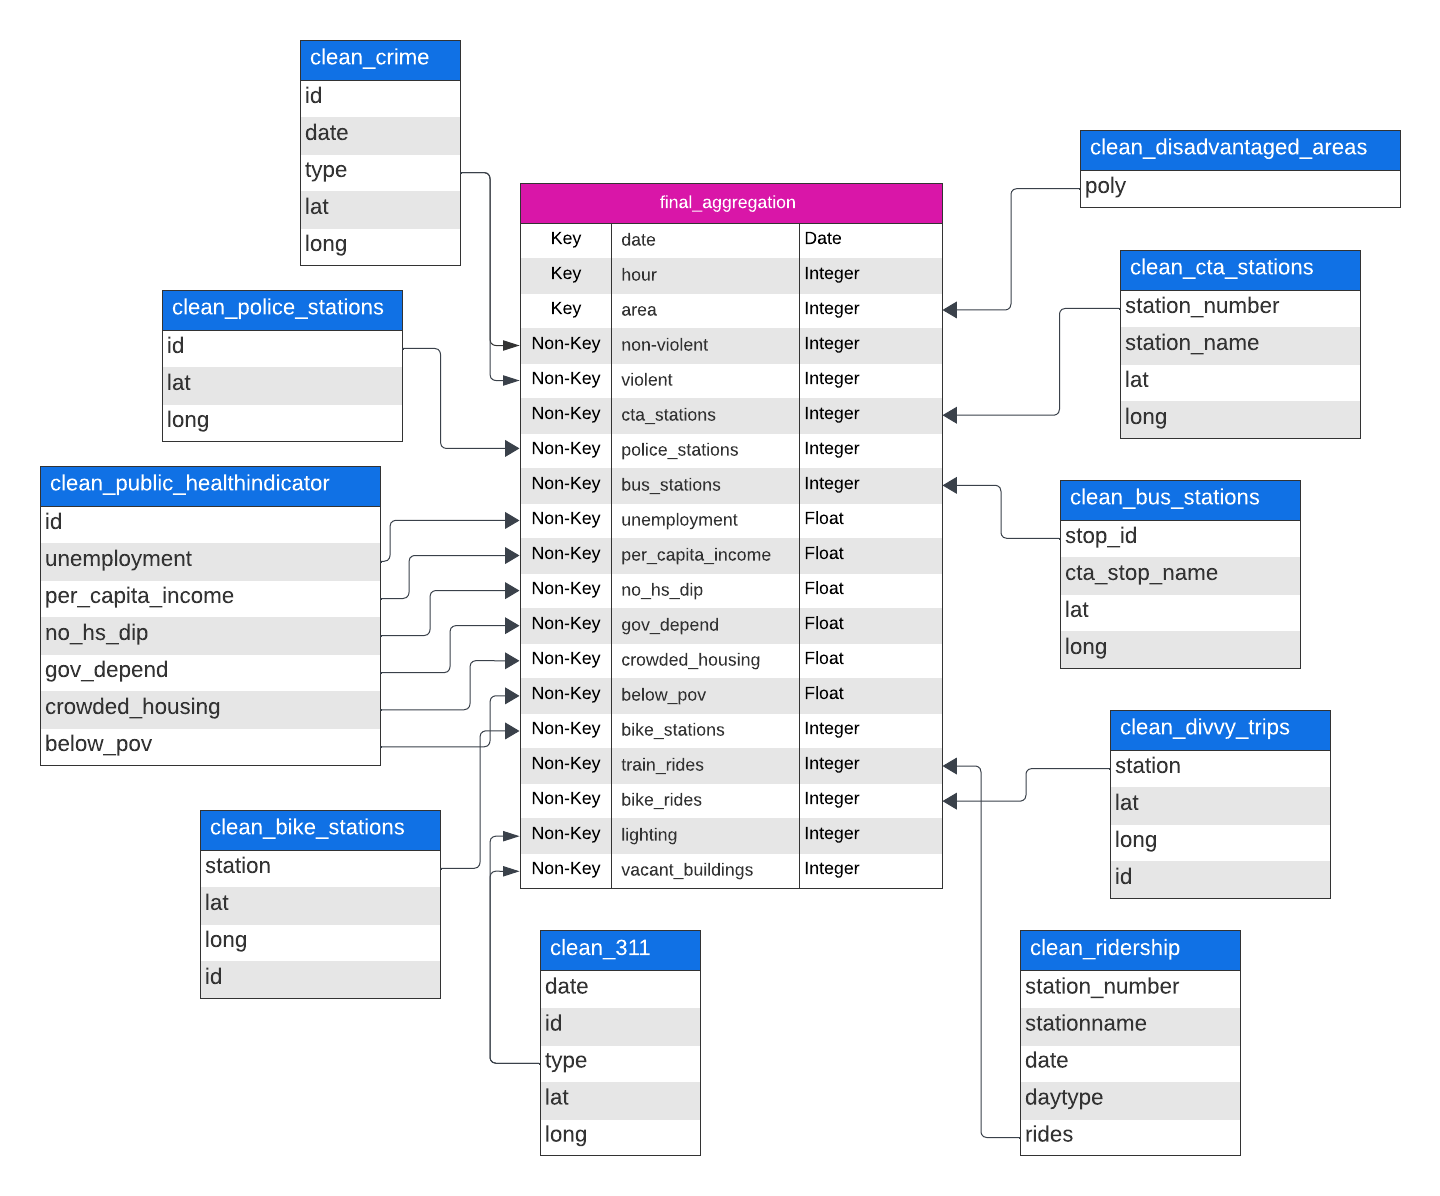 clean_crime
id
date
type
lat
long
clean_police_stations
id
lat
long
clean_public_healthindicator
id
unemployment
per_capita_income
no_hs_dip
gov_depend
crowded_housing
below_pov
clean_bike_stations
station
lat
long
id
final_aggregation
Key date Date
Key hour Integer
Key area Integer
Non-Key non-violent Integer
Non-Key violent Integer
Non-Key cta_stations Integer
Non-Key police_stations Integer
Non-Key bus_stations Integer
Non-Key unemployment Float
Non-Key per_capita_income Float
Non-Key no_hs_dip Float
Non-Key gov_depend Float
Non-Key crowded_housing Float
Non-Key below_pov Float
Non-Key bike_stations Integer
Non-Key train_rides Integer
Non-Key bike_rides Integer
Non-Key lighting Integer
Non-Key vacant_buildings Integer
clean_311
date
id
type
lat
long
clean_disadvantaged_areas
poly
clean_cta_stations
station_number
station_name
lat
long
clean_bus_stations
stop_id
cta_stop_name
lat
long
clean_divvy_trips
station
lat
long
id
clean_ridership
station_number
stationname
date
daytype
rides